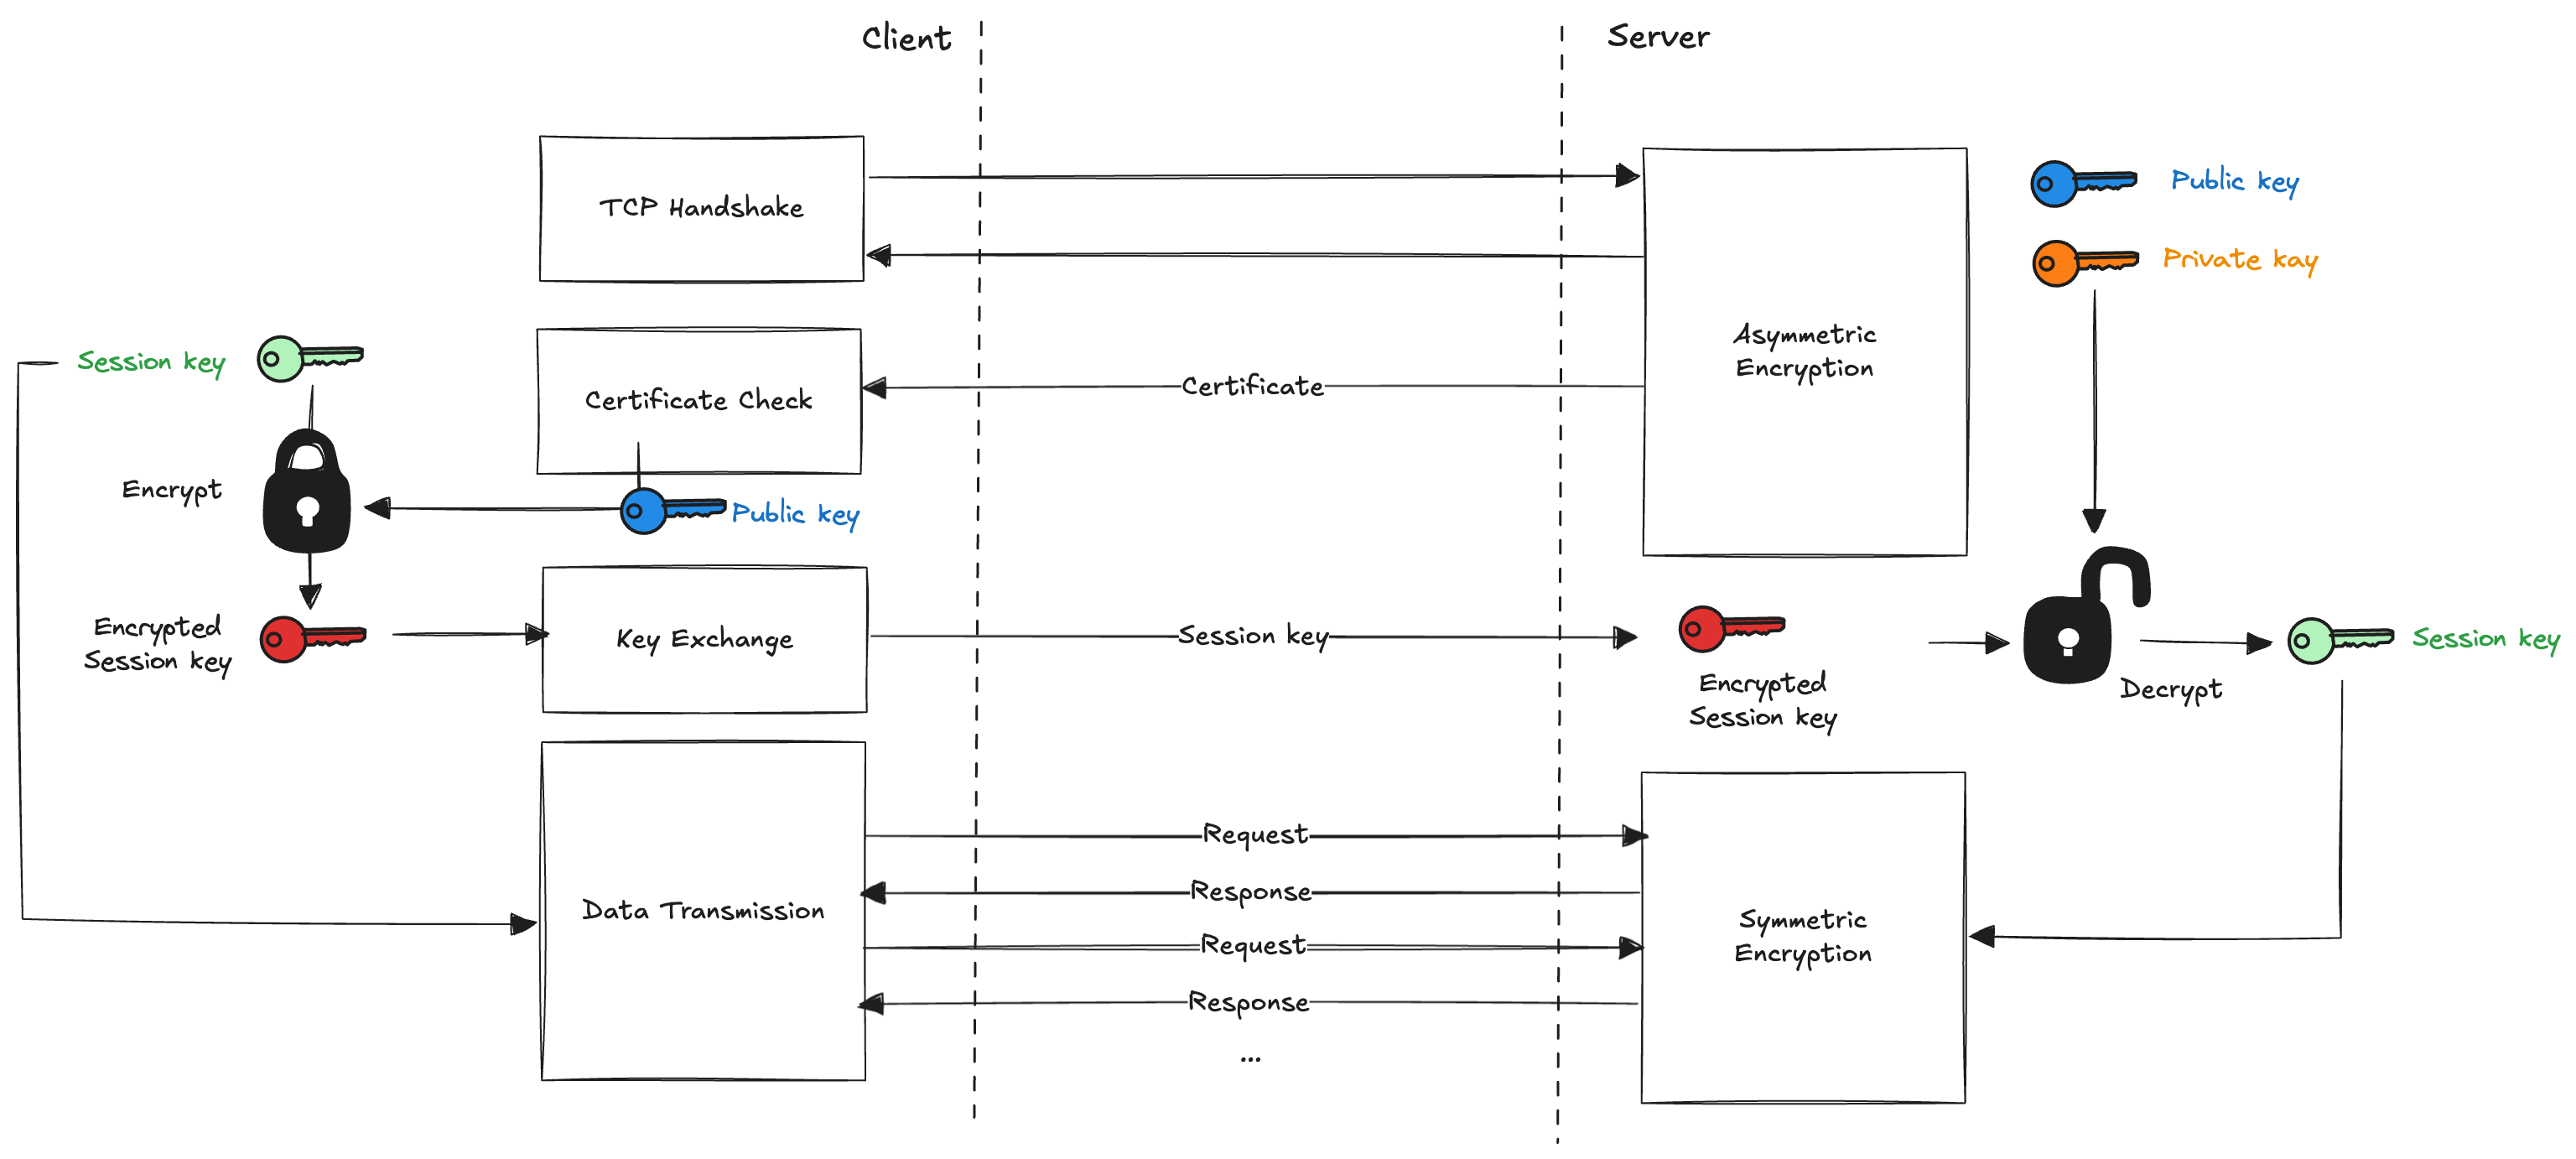 Client
Server
TCP Handshake
Public key
Private kay
Asymmetric
Encryption
Session key
Certificate Check
Certificate
Encrypt
Public key
Encrypted
Session key
Key Exchange
Session key
Encrypted
Session key
Decrypt
Session key
Data Transmission
Request
Response
Request
Response
...
Symmetric
Encryption